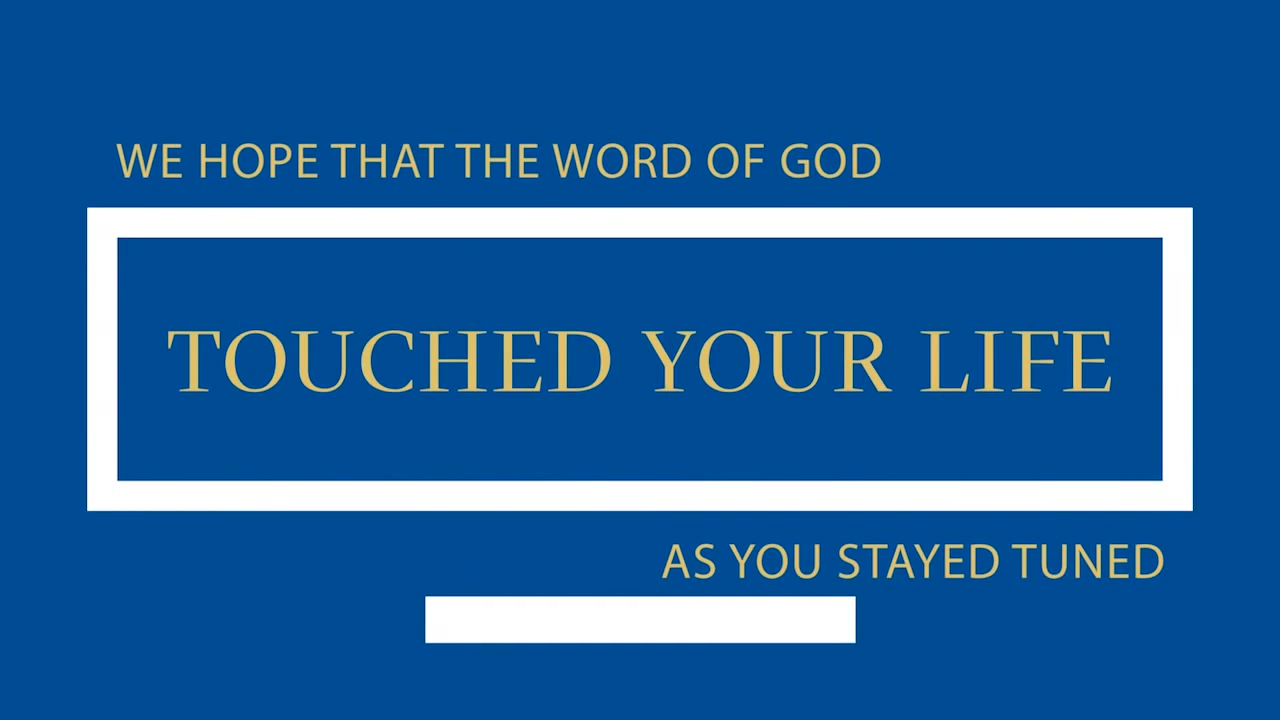 WE HOPE THAT THE WORD OF GOD
TOUCHED YOUR LIFE
AS YOU STAYED TUNED